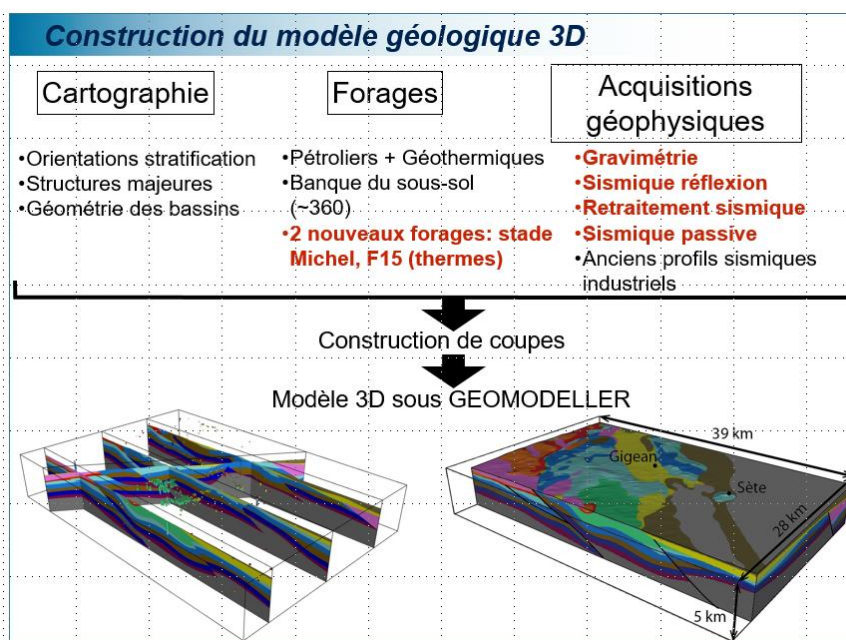 Construction du modèle géologique 3D
Cartographie
•Orientations stratification
•Structures majeures
•Géométrie des bassins
Forages
•Pétroliers + Géothermiques
•Banque du sous-sol
(~360)
•2 nouveaux forages: stade
Michel, F15 (thermes)
Acquisitions
géophysiques
•Gravimétrie
•Sismique réflexion
•Retraitement sismique
•Sismique passive
•Anciens profils sismiques
industriels
Construction de coupes
Modèle 3D sous GEOMODELLER
39 km
Gigean
Sète
28 km
5 km